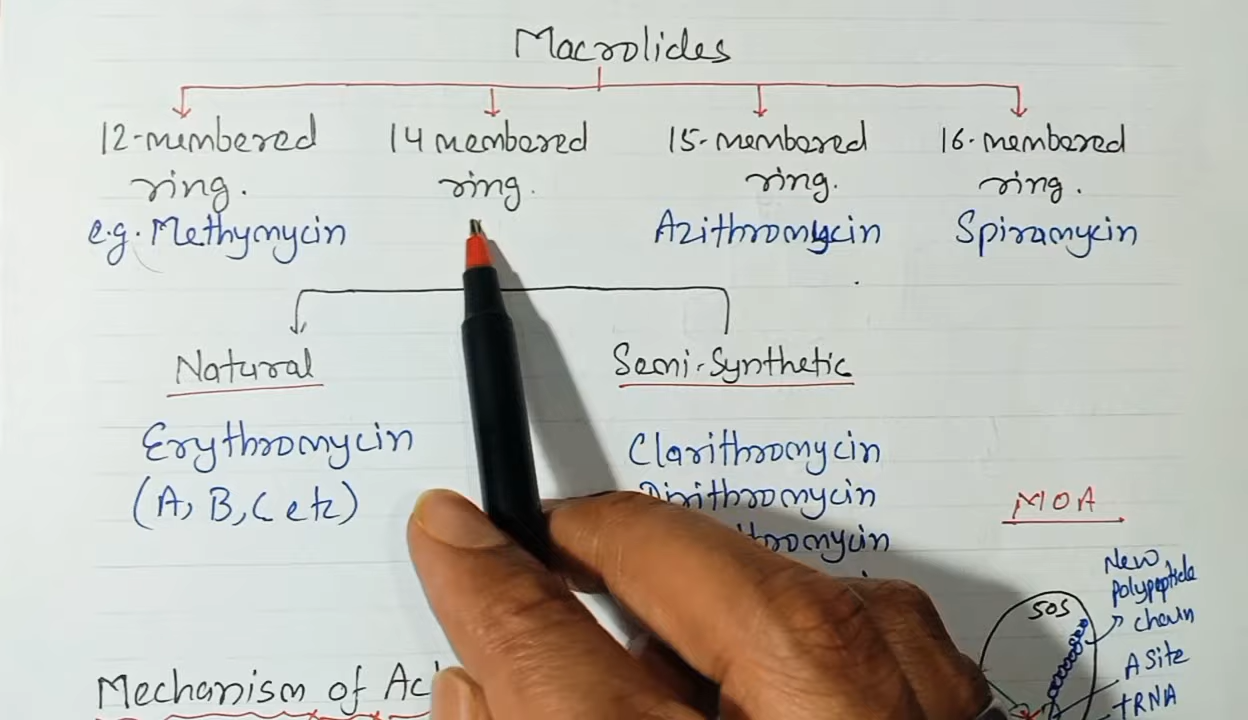 Macrolides
12-membered ring.
e.g. Methymycin
14 membered ring.
15-membered ring.
Azithromycin
16-membered ring.
Spiramycin
Natural
Erythromycin
(A, B, C etc)
Semi-Synthetic
Clarithromycin
Dirithromycin
MOA
New
polypeptide
chain
50S
A site
tRNA
Mechanism of